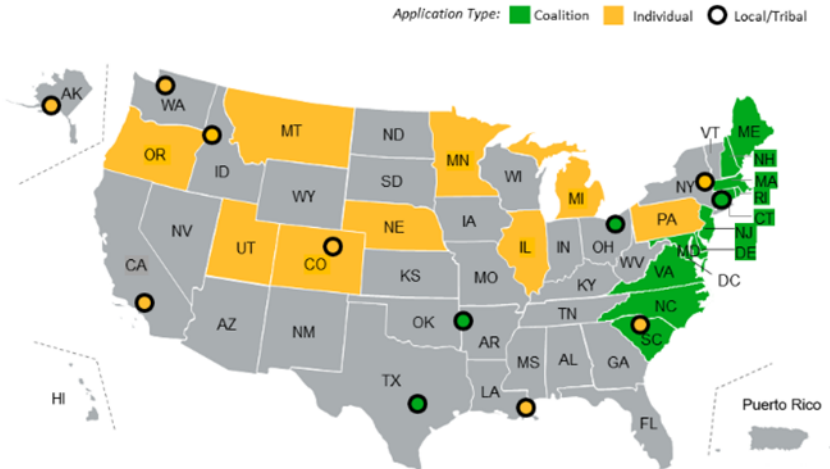 Application Type: Coalition Individual Local/Tribal
AK
WA
MT
ND
MN
VT
ME
OR
ID
SD
WI
NH
WY
MI
NY
MA
RI
CT
NV
NE
IA
PA
NJ
UT
IL
IN
OH
MD
DE
CA
CO
KS
MO
WV
VA
DC
KY
NC
AZ
NM
OK
TN
AR
SC
MS
AL
GA
TX
LA
HI
FL
Puerto Rico